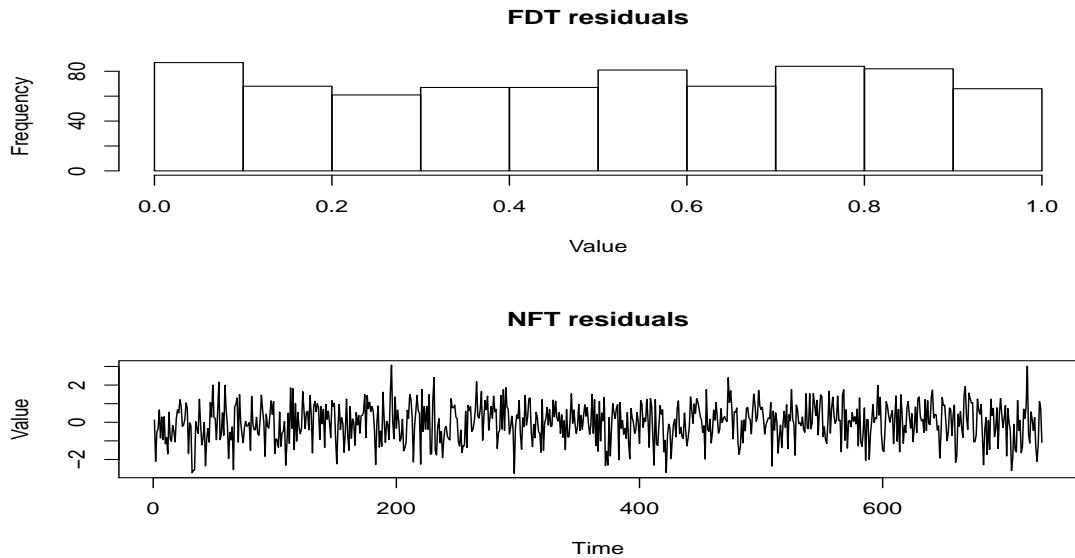 FDT residuals
Frequency
0 40 80
0.0 0.2 0.4 0.6 0.8 1.0
Value
NFT residuals
Value
-2 0 2
0 200 400 600
Time